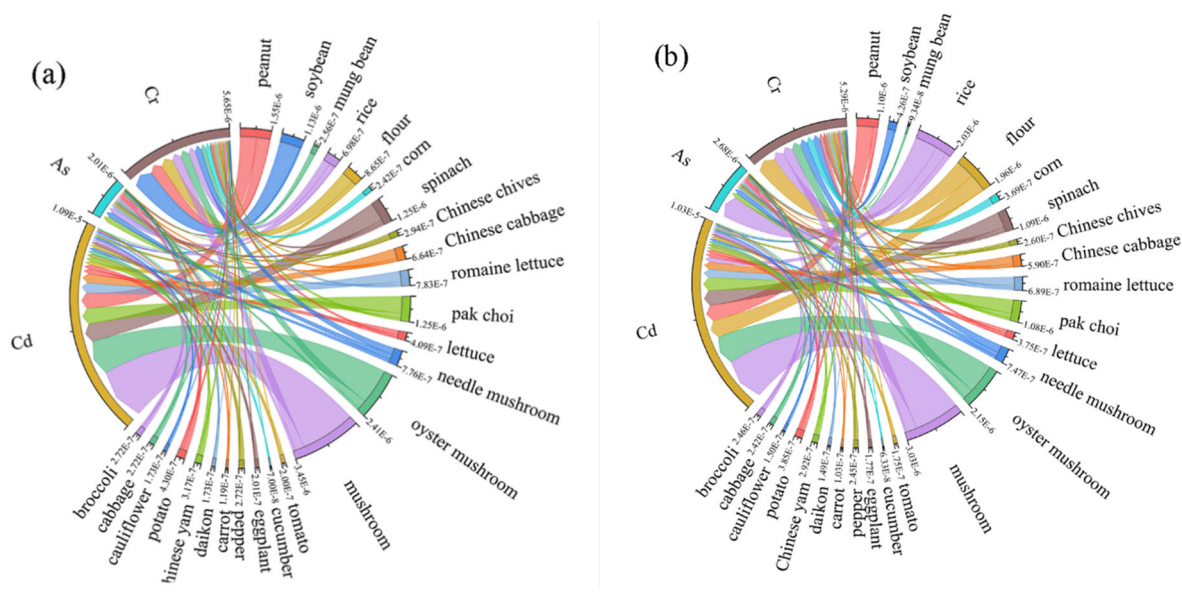 (a)
Cr
5.65E-6
As
2.01E-6
Cd
1.09E-5
peanut
1.55E-6
soybean
1.13E-6
mung bean
2.56E-7
rice
6.98E-7
flour
8.65E-7
corn
2.42E-7
spinach
1.25E-6
Chinese chives
2.94E-7
Chinese cabbage
6.64E-7
romaine lettuce
7.83E-7
pak choi
1.25E-6
lettuce
4.09E-7
needle mushroom
7.76E-7
oyster mushroom
2.41E-6
mushroom
3.45E-6
tomato
2.00E-7
cucumber
7.00E-8
eggplant
2.01E-7
pepper
2.72E-7
carrot
1.19E-7
daikon
1.73E-7
hinese yam
3.17E-7
potato
4.30E-7
cauliflower
1.73E-7
cabbage
2.72E-7
broccoli
2.72E-7
(b)
Cr
5.29E-6
As
2.68E-6
Cd
1.03E-5
peanut
1.10E-6
soybean
4.26E-7
mung bean
9.34E-8
rice
2.03E-6
flour
1.96E-6
corn
3.69E-7
spinach
1.09E-6
Chinese chives
2.60E-7
Chinese cabbage
5.90E-7
romaine lettuce
6.89E-7
pak choi
1.08E-6
lettuce
3.75E-7
needle mushroom
7.47E-7
oyster mushroom
2.15E-6
mushroom
3.03E-6
tomato
1.75E-7
cucumber
6.33E-8
eggplant
1.77E-7
pepper
2.45E-7
carrot
1.03E-7
daikon
1.49E-7
Chinese yam
2.92E-7
potato
3.85E-7
cauliflower
1.50E-7
cabbage
2.42E-7
broccoli
2.46E-7